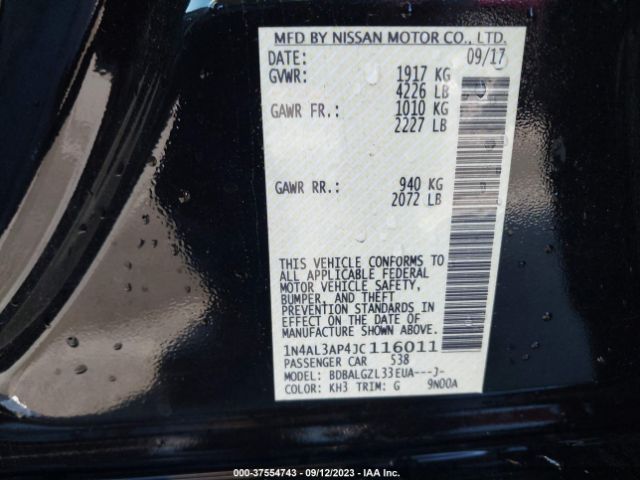 MFD BY NISSAN MOTOR CO., LTD.
DATE: 09/17
GVWR: 1917 KG
4226 LB
GAWR FR.: 1010 KG
2227 LB
GAWR RR.: 940 KG
2072 LB
THIS VEHICLE CONFORMS TO
ALL APPLICABLE FEDERAL
MOTOR VEHICLE SAFETY,
BUMPER, AND THEFT
PREVENTION STANDARDS IN
EFFECT ON THE DATE OF
MANUFACTURE SHOWN ABOVE.
1N4AL3AP4JC116011
PASSENGER CAR 538
MODEL: BDBALGZL33EUA---J-
COLOR: KH3 TRIM: G 9N00A
000-37554743 - 09/12/2023 - IAA Inc.